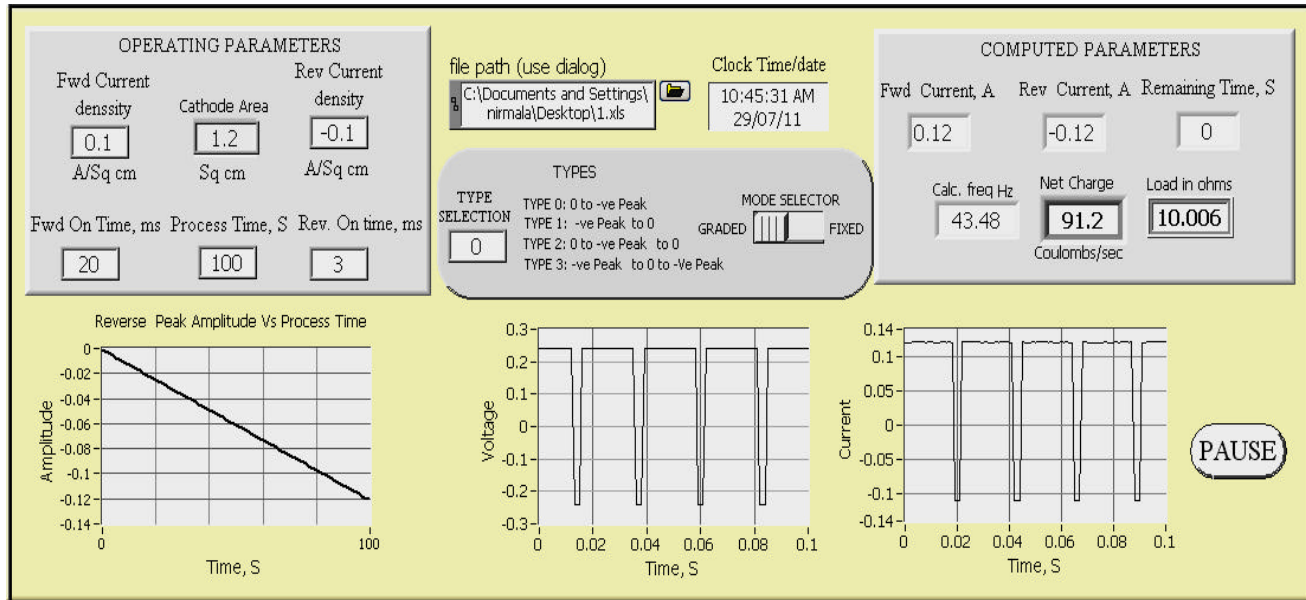 OPERATING PARAMETERS
Fwd Current
denssity
0.1
A/Sq cm
Cathode Area
1.2
Sq cm
Rev Current
density
-0.1
A/Sq cm
Fwd On Time, ms
20
Process Time, S
100
Rev. On time, ms
3
file path (use dialog)
C:\Documents and Settings\
nirmala\Desktop\1.xls
Clock Time/date
10:45:31 AM
29/07/11
TYPES
TYPE
SELECTION
0
TYPE 0: 0 to -ve Peak
TYPE 1: -ve Peak to 0
TYPE 2: 0 to -ve Peak to 0
TYPE 3: -ve Peak to 0 to -Ve Peak
MODE SELECTOR
GRADED
FIXED
COMPUTED PARAMETERS
Fwd Current, A
0.12
Rev Current, A
-0.12
Remaining Time, S
0
Calc. freq Hz
43.48
Net Charge
91.2
Coulombs/sec
Load in ohms
10.006
Reverse Peak Amplitude Vs Process Time
Amplitude
0
-0.02
-0.04
-0.06
-0.08
-0.1
-0.12
-0.14
0 100
Time, S
Voltage
0.3
0.2
0.1
0
-0.1
-0.2
-0.3
0 0.02 0.04 0.06 0.08 0.1
Time, S
Current
0.14
0.1
0.05
0
-0.05
-0.1
-0.14
0 0.02 0.04 0.06 0.08 0.1
Time, S
PAUSE